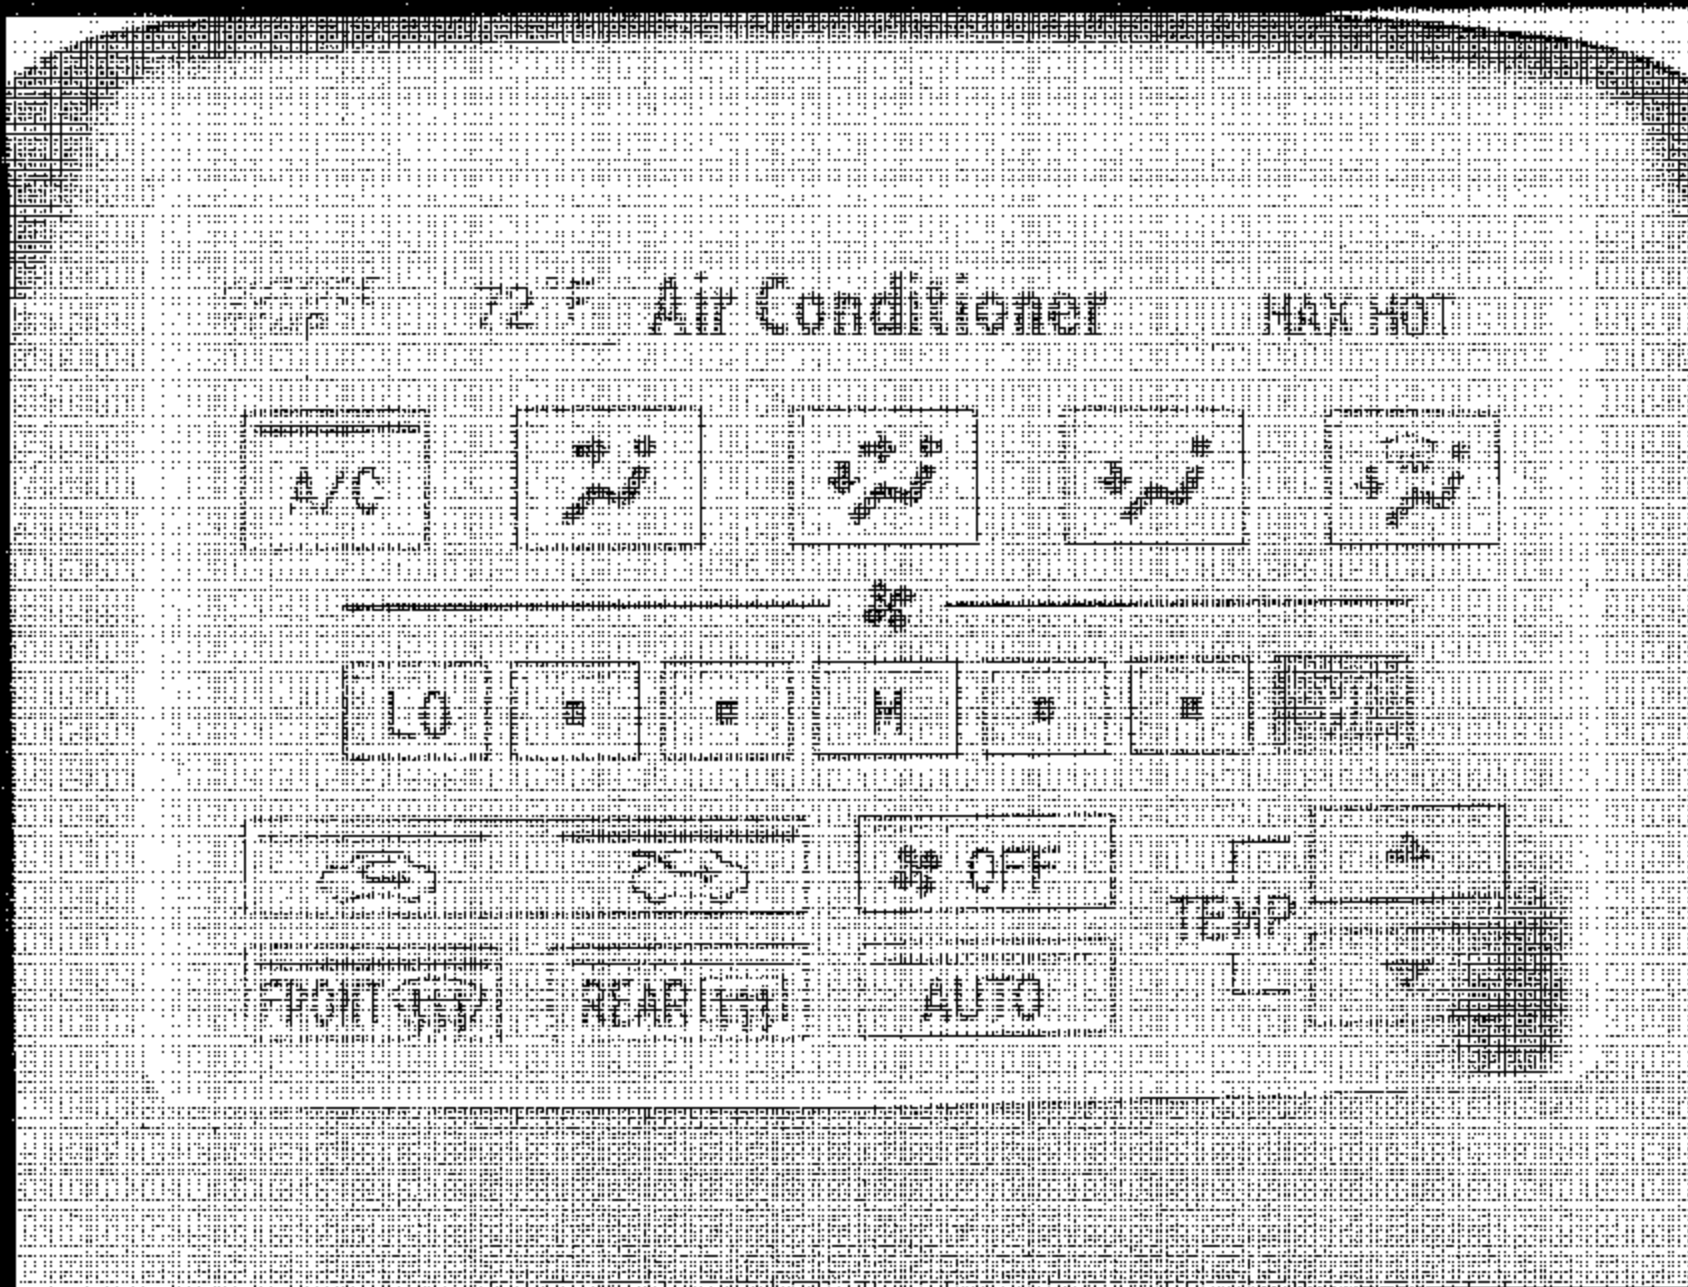 72°F Air Conditioner MAX HOT
A/C
LO M
OFF
TEMP
FRONT REAR AUTO